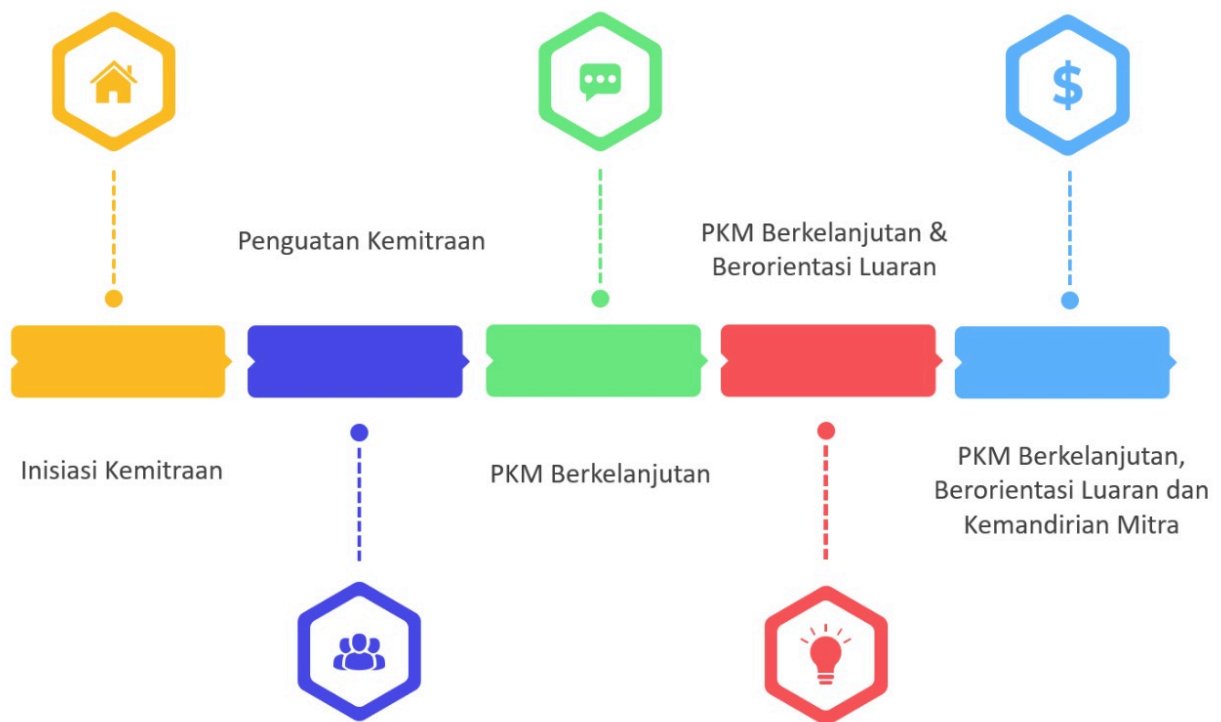 Inisiasi Kemitraan
Penguatan Kemitraan
PKM Berkelanjutan
PKM Berkelanjutan &
Berorientasi Luaran
PKM Berkelanjutan,
Berorientasi Luaran dan
Kemandirian Mitra
$